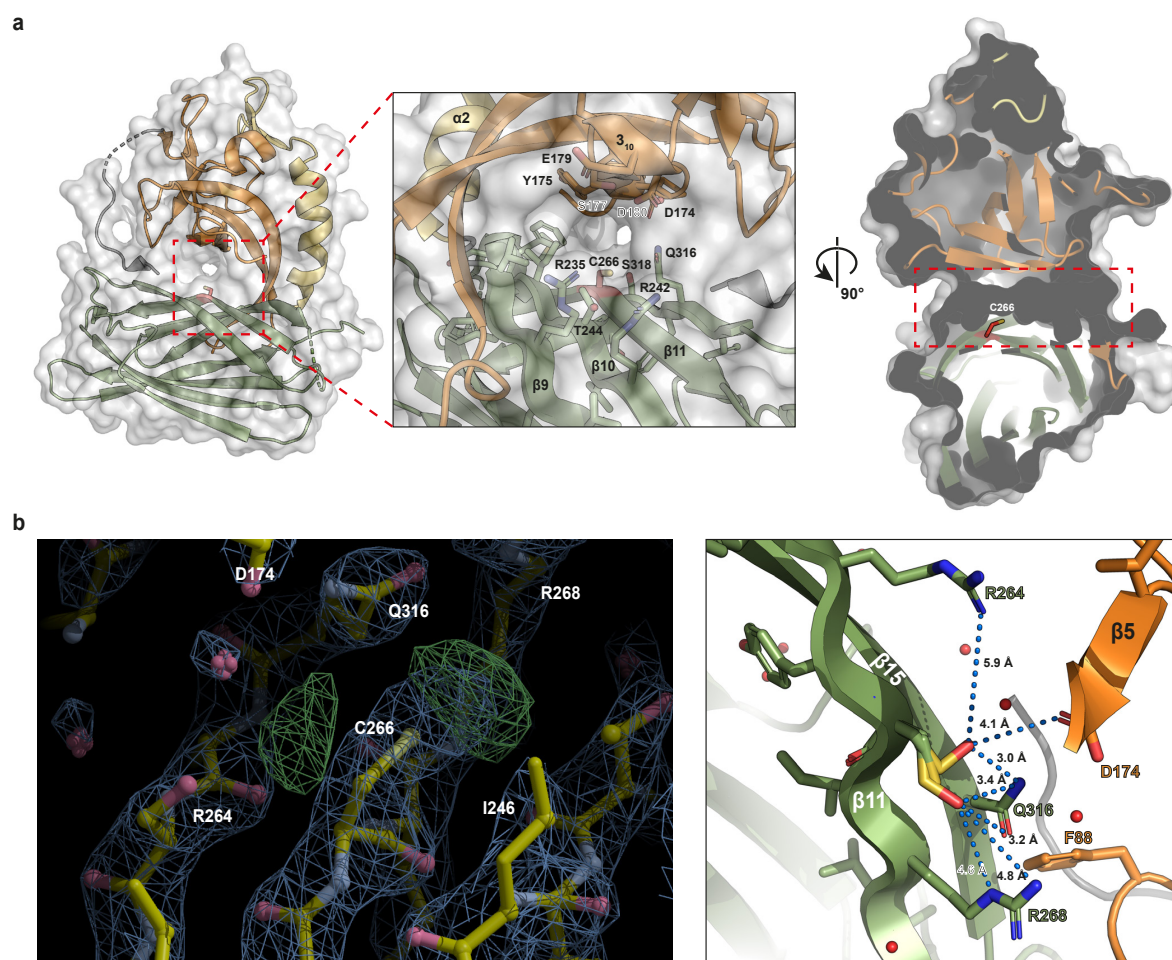 a
α2
3₁₀
E179
Y175
S177
D180
D174
R235
C266
S318
Q316
R242
T244
β11
β10
β9
90°
C266
b
D174
Q316
R268
C266
I246
R264
R264
β5
β15
5.9 Å
4.1 Å
3.0 Å
D174
3.4 Å
Q316
β11
3.2 Å
F88
4.6 Å
4.8 Å
R268